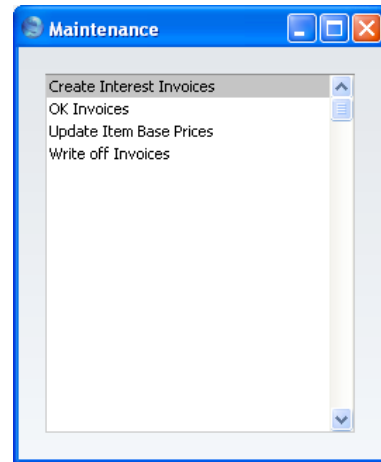 Maintenance
Create Interest Invoices
OK Invoices
Update Item Base Prices
Write off Invoices